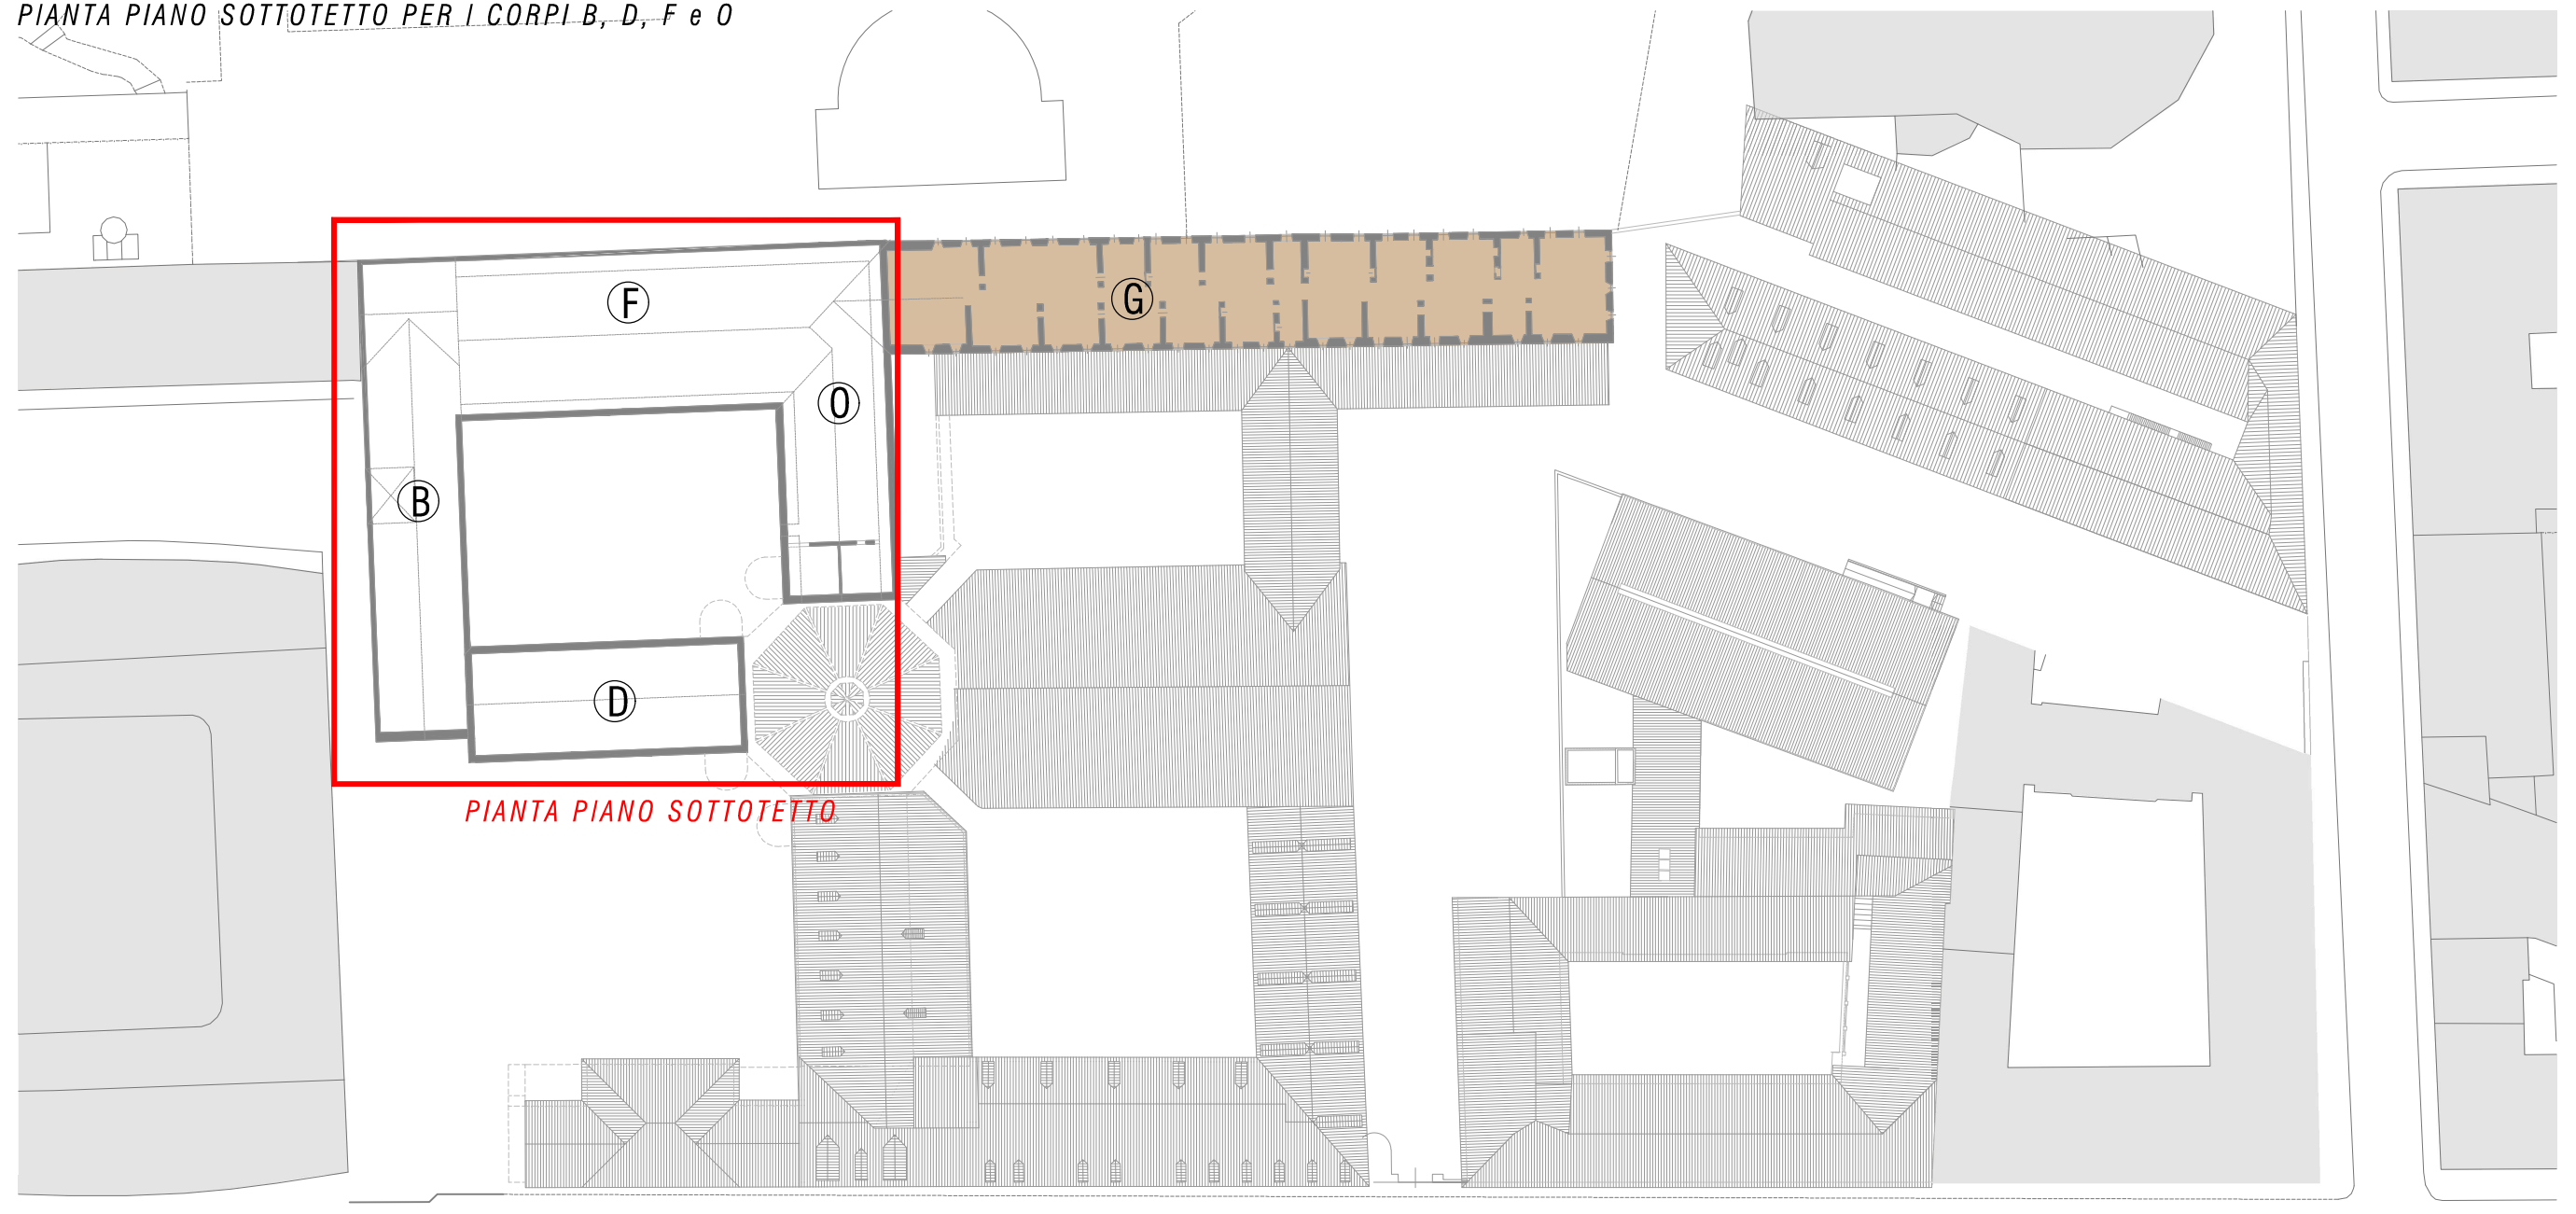 PIANTA PIANO SOTTOTETTO PER I CORPI B, D, F e O
F
G
O
B
D
PIANTA PIANO SOTTOTETTO